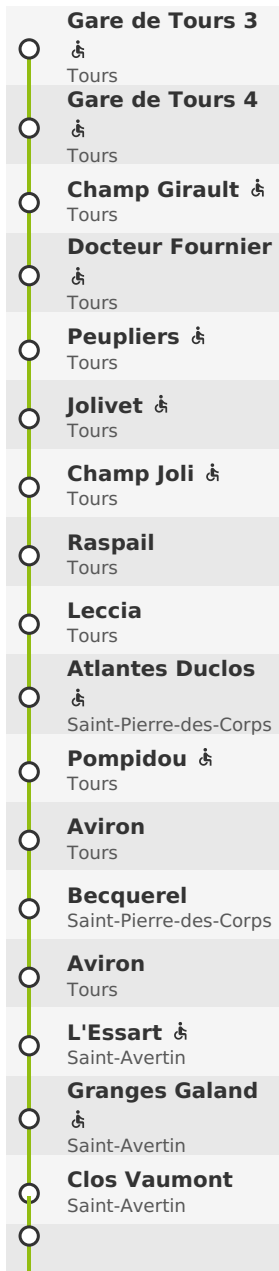 Gare de Tours 3
Tours
Gare de Tours 4
Tours
Champ Girault
Tours
Docteur Fournier
Tours
Peupliers
Tours
Jolivet
Tours
Champ Joli
Tours
Raspail
Tours
Leccia
Tours
Atlantes Duclos
Saint-Pierre-des-Corps
Pompidou
Tours
Aviron
Tours
Becquerel
Saint-Pierre-des-Corps
Aviron
Tours
L'Essart
Saint-Avertin
Granges Galand
Saint-Avertin
Clos Vaumont
Saint-Avertin